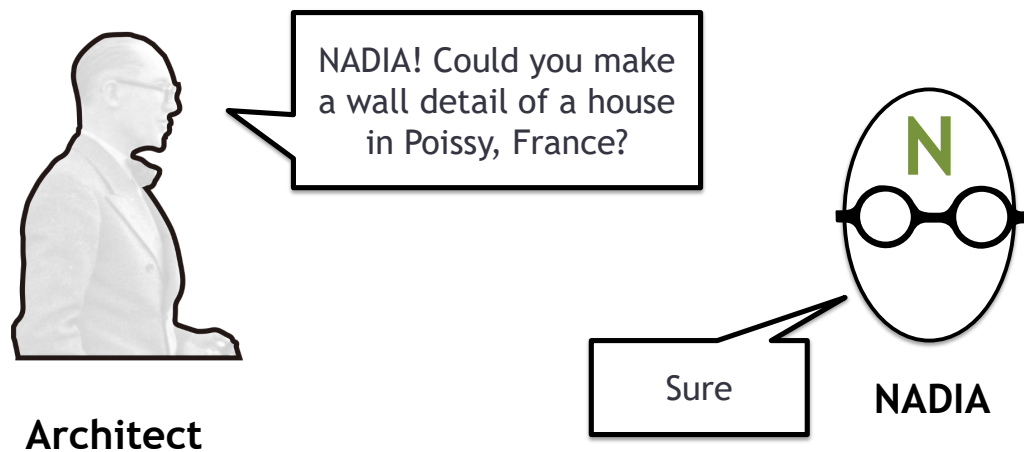 NADIA! Could you make
a wall detail of a house
in Poissy, France?
N
Sure
NADIA
Architect